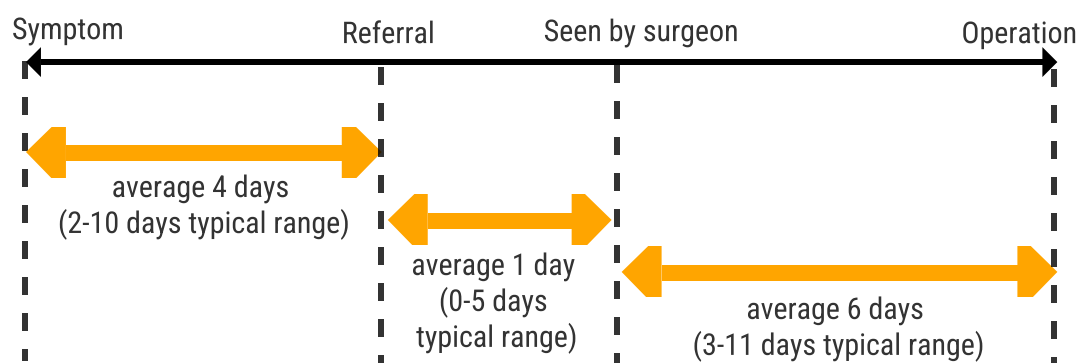 Symptom
Referral
Seen by surgeon
Operation
average 4 days
(2-10 days typical range)
average 1 day
(0-5 days
typical range)
average 6 days
(3-11 days typical range)